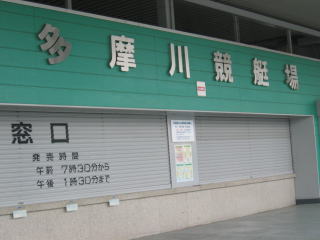 多摩川競艇場
窓口
発売時間
午前 7時30分から
午後 1時30分まで